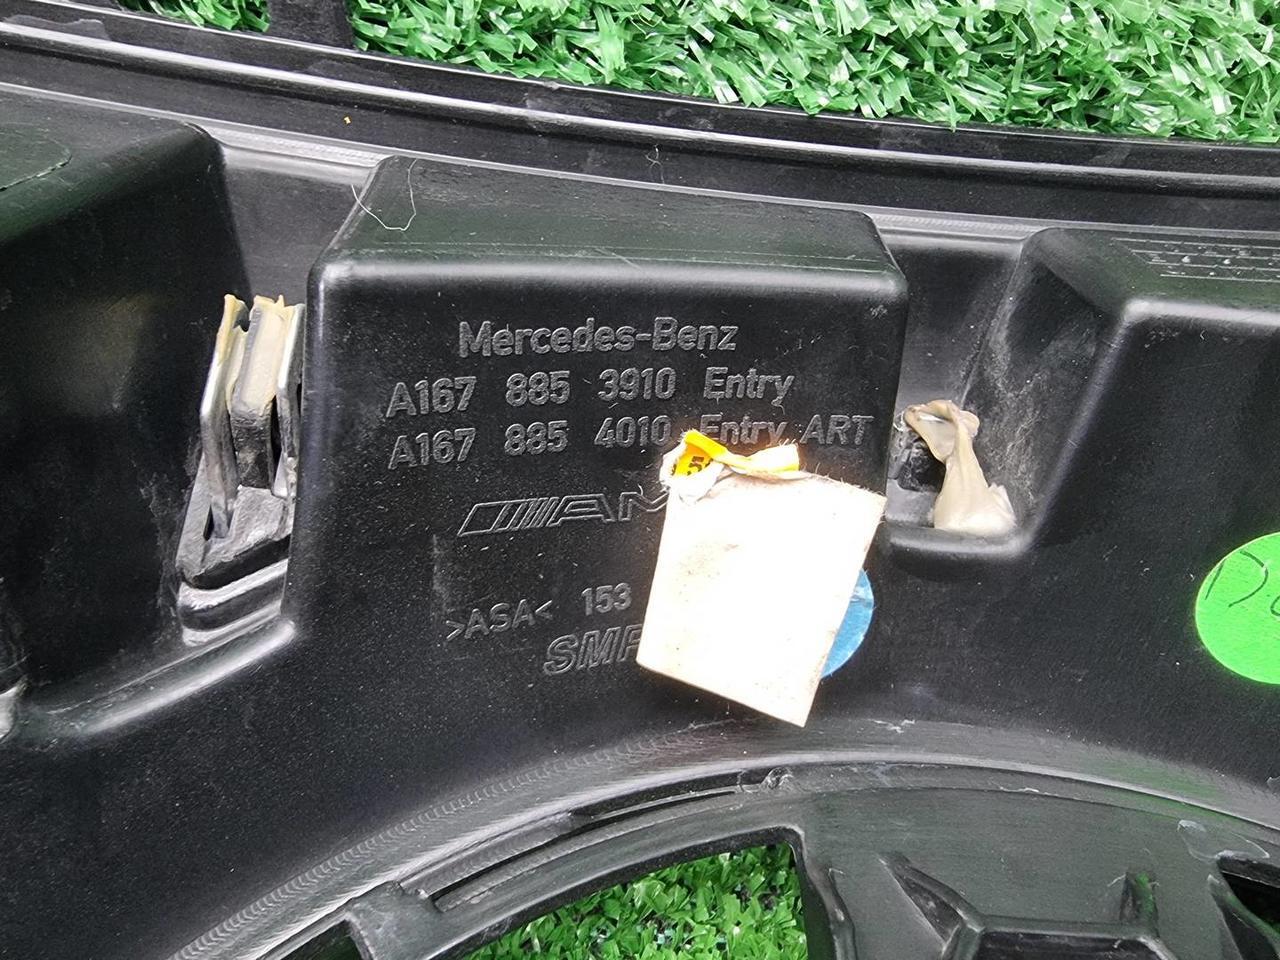 Mercedes-Benz
A167 885 3910 Entry
A167 885 4010 Entry ART
>ASA< 153